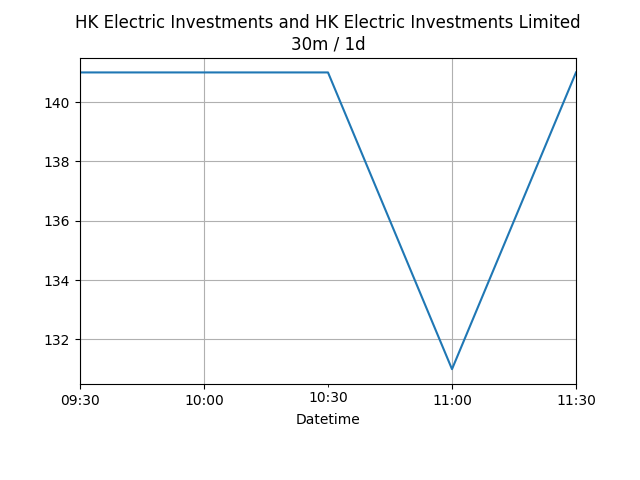 HK Electric Investments and HK Electric Investments Limited
30m / 1d
140
138
136
134
132
09:30 10:00 10:30 11:00 11:30
Datetime